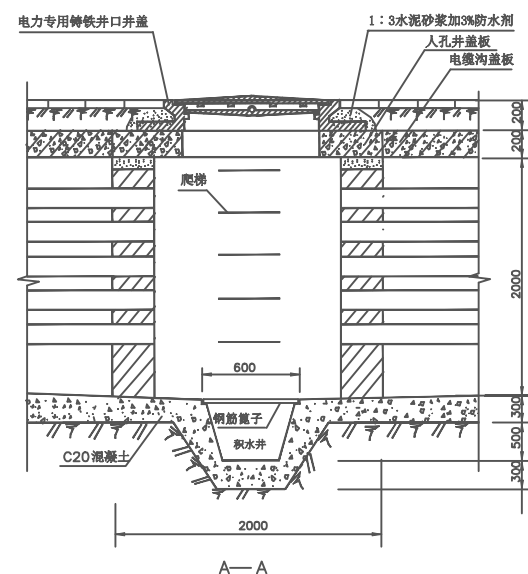 电力专用铸铁井口井盖
1：3水泥砂浆加3%防水剂
人孔井盖板
电缆沟盖板
200
200
爬梯
2000
600
300
钢筋篦子
积水井
500
C20混凝土
300
2000
A—A